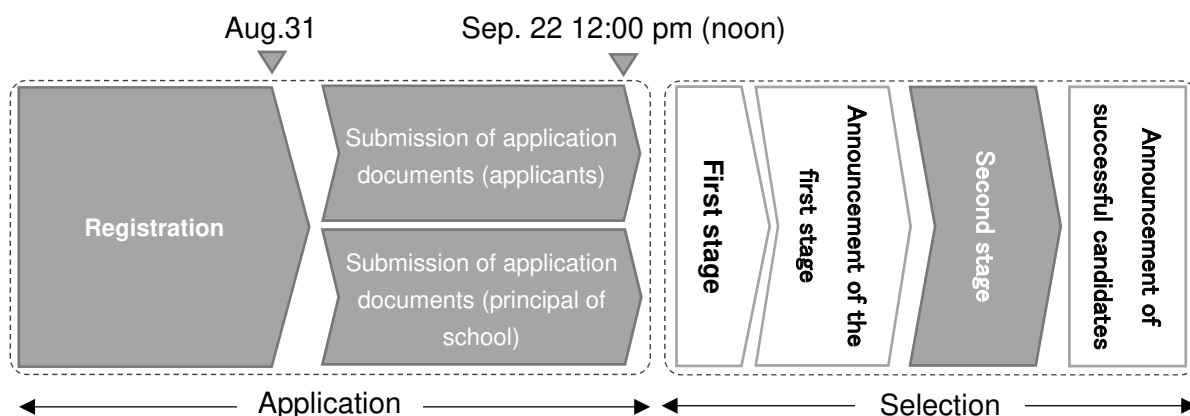 Aug.31
Sep. 22 12:00 pm (noon)
Registration
Submission of application
documents (applicants)
Submission of application
documents (principal of
school)
First stage
Announcement of the
first stage
Second stage
Announcement of
successful candidates
Application
Selection